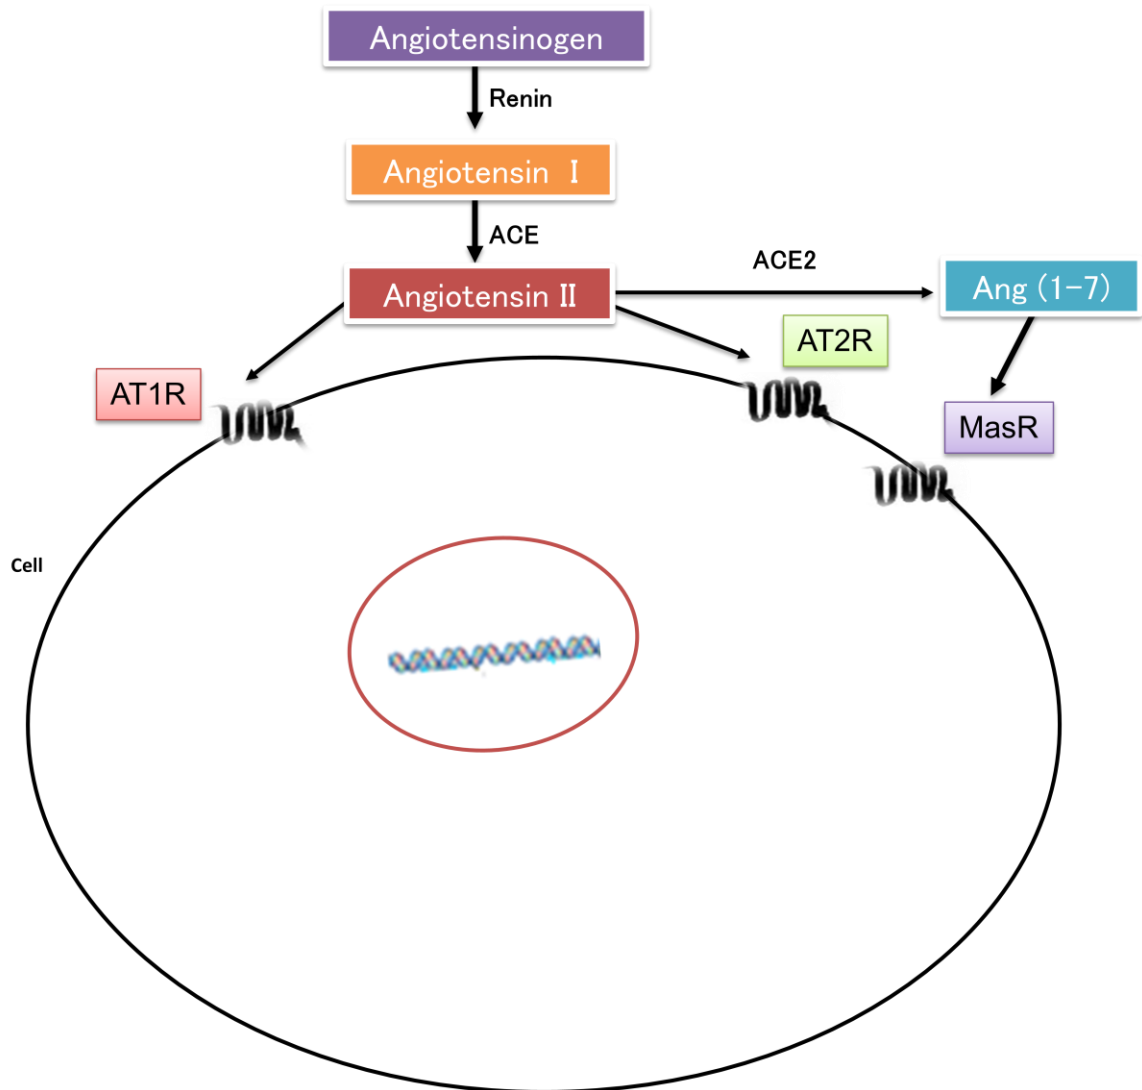 Angiotensinogen
Renin
Angiotensin I
ACE
Angiotensin II
ACE2
Ang (1-7)
AT1R
AT2R
MasR
Cell